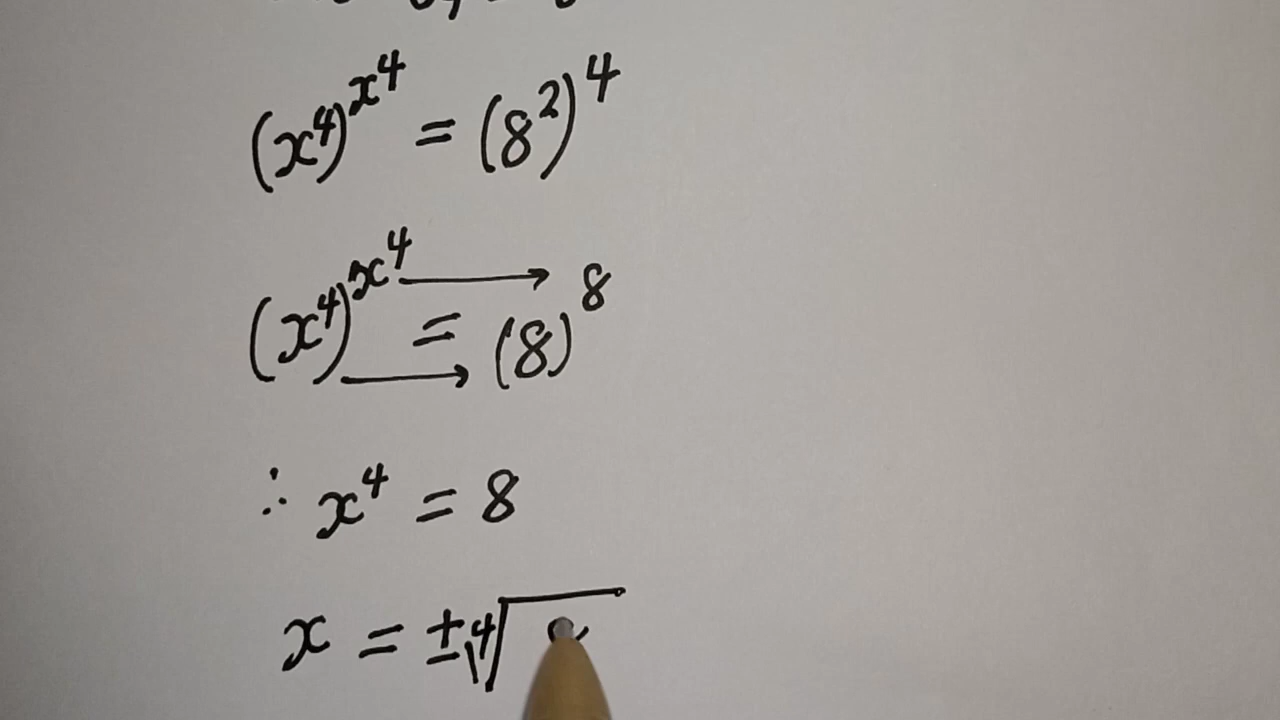 (x⁴)^x⁴ = (8²)⁴
(x⁴)^x⁴ = (8)⁸
∴ x⁴ = 8
x = ± ⁴√